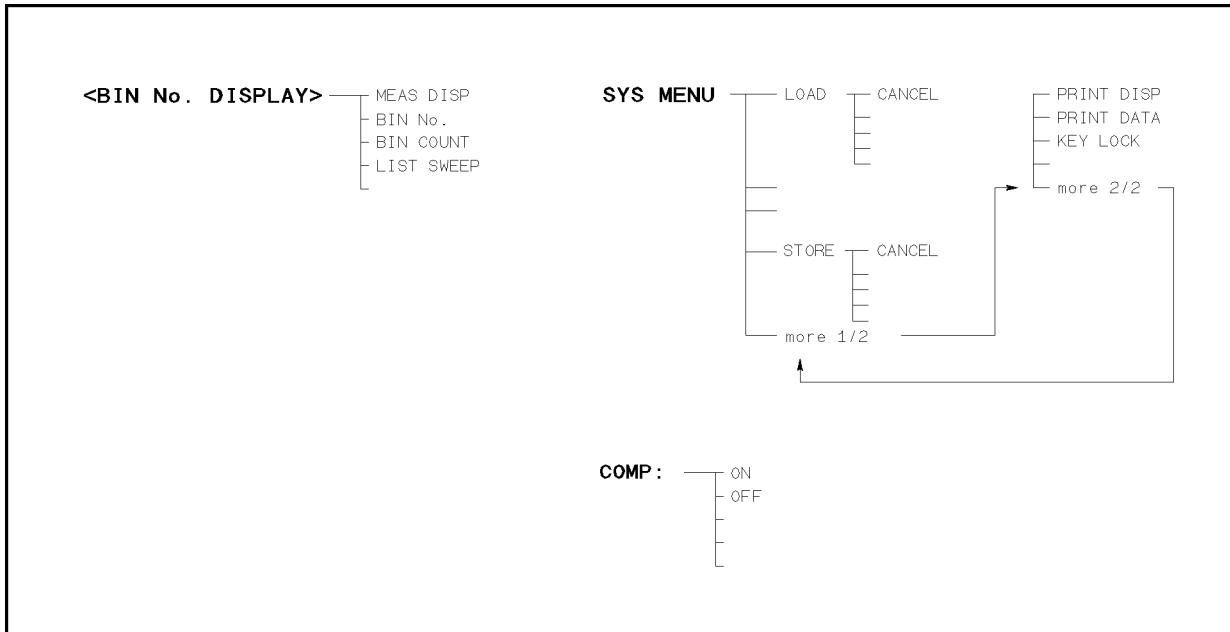 <BIN No. DISPLAY>
MEAS DISP
BIN No.
BIN COUNT
LIST SWEEP
SYS MENU
LOAD
CANCEL
STORE
CANCEL
more 1/2
PRINT DISP
PRINT DATA
KEY LOCK
more 2/2
COMP:
ON
OFF